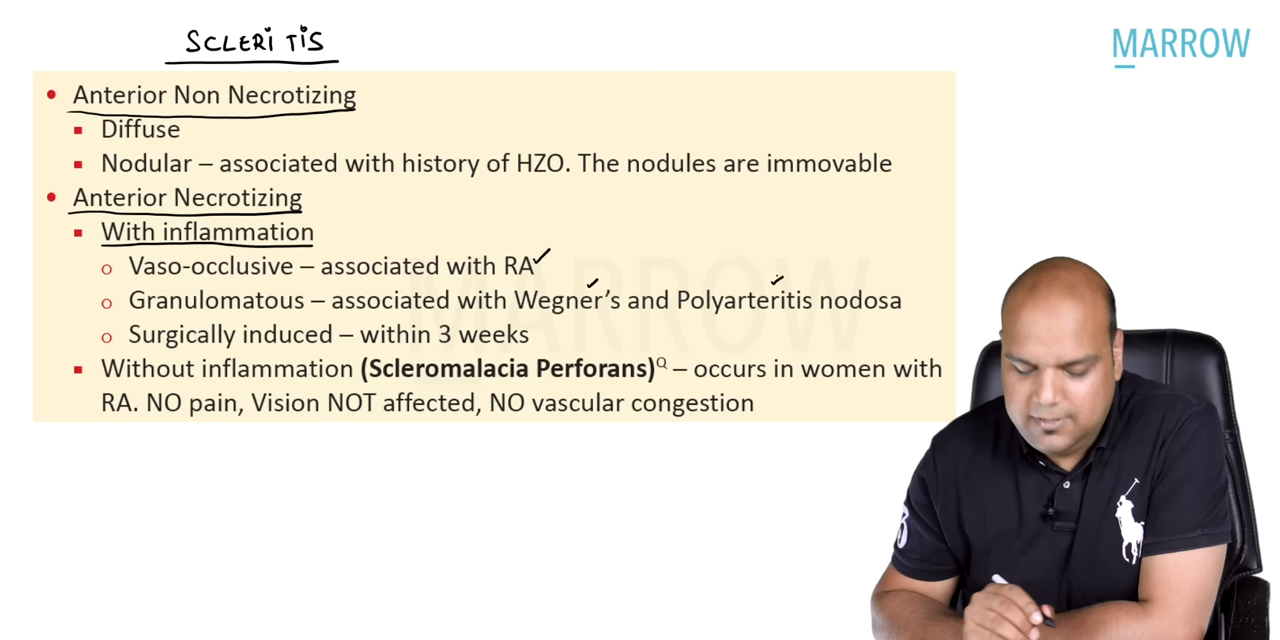 SCLERITIS
MARROW
• Anterior Non Necrotizing
▪ Diffuse
▪ Nodular – associated with history of HZO. The nodules are immovable
• Anterior Necrotizing
▪ With inflammation
o Vaso-occlusive – associated with RA✓
o Granulomatous – associated with Wegner’s and Polyarteritis nodosa
o Surgically induced – within 3 weeks
▪ Without inflammation (Scleromalacia Perforans)Q – occurs in women with
RA. NO pain, Vision NOT affected, NO vascular congestion
MARROW